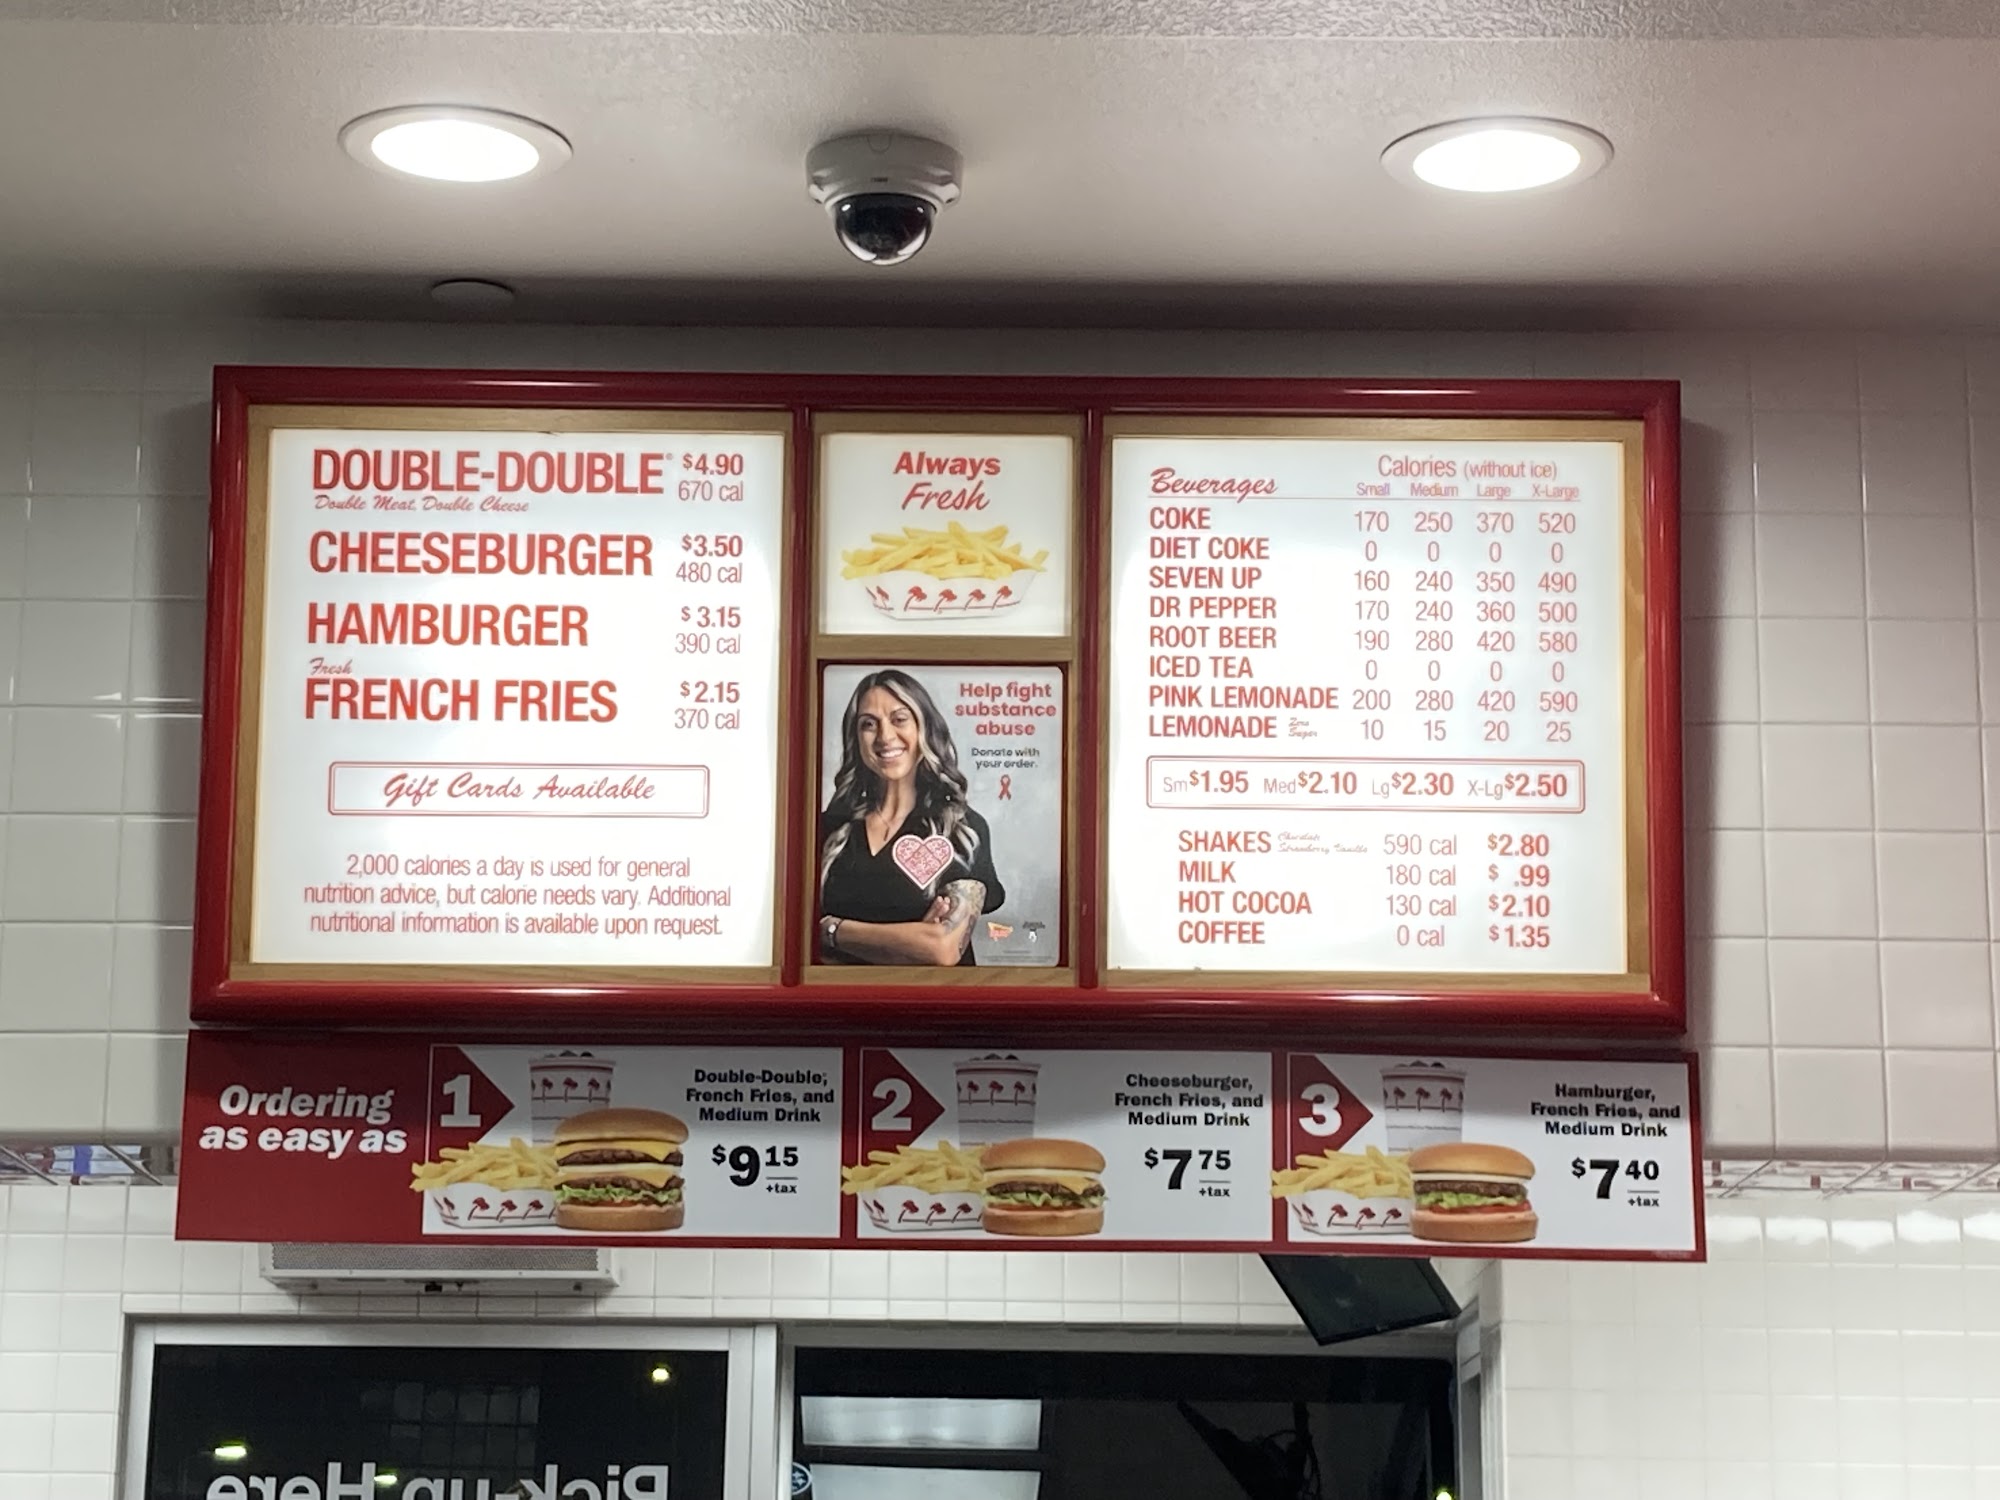 DOUBLE-DOUBLE® $4.90
Double Meat, Double Cheese 670 cal
CHEESEBURGER $3.50
480 cal
HAMBURGER $3.15
390 cal
Fresh
FRENCH FRIES $2.15
370 cal
Gift Cards Available
2,000 calories a day is used for general
nutrition advice, but calorie needs vary. Additional
nutritional information is available upon request.
Always
Fresh
Help fight
substance
abuse
Donate with
your order.
Beverages Calories (without ice)
Small Medium Large X-Large
COKE 170 250 370 520
DIET COKE 0 0 0 0
SEVEN UP 160 240 350 490
DR PEPPER 170 240 360 500
ROOT BEER 190 280 420 580
ICED TEA 0 0 0 0
PINK LEMONADE 200 280 420 590
LEMONADE Zero Sugar 10 15 20 25
Sm $1.95 Med $2.10 Lg $2.30 X-Lg $2.50
SHAKES Chocolate Strawberry Vanilla 590 cal $2.80
MILK 180 cal $ .99
HOT COCOA 130 cal $2.10
COFFEE 0 cal $1.35
Ordering
as easy as
1
Double-Double,
French Fries, and
Medium Drink
$9 15
+tax
2
Cheeseburger,
French Fries, and
Medium Drink
$7 75
+tax
3
Hamburger,
French Fries, and
Medium Drink
$7 40
+tax
Pick-up Here